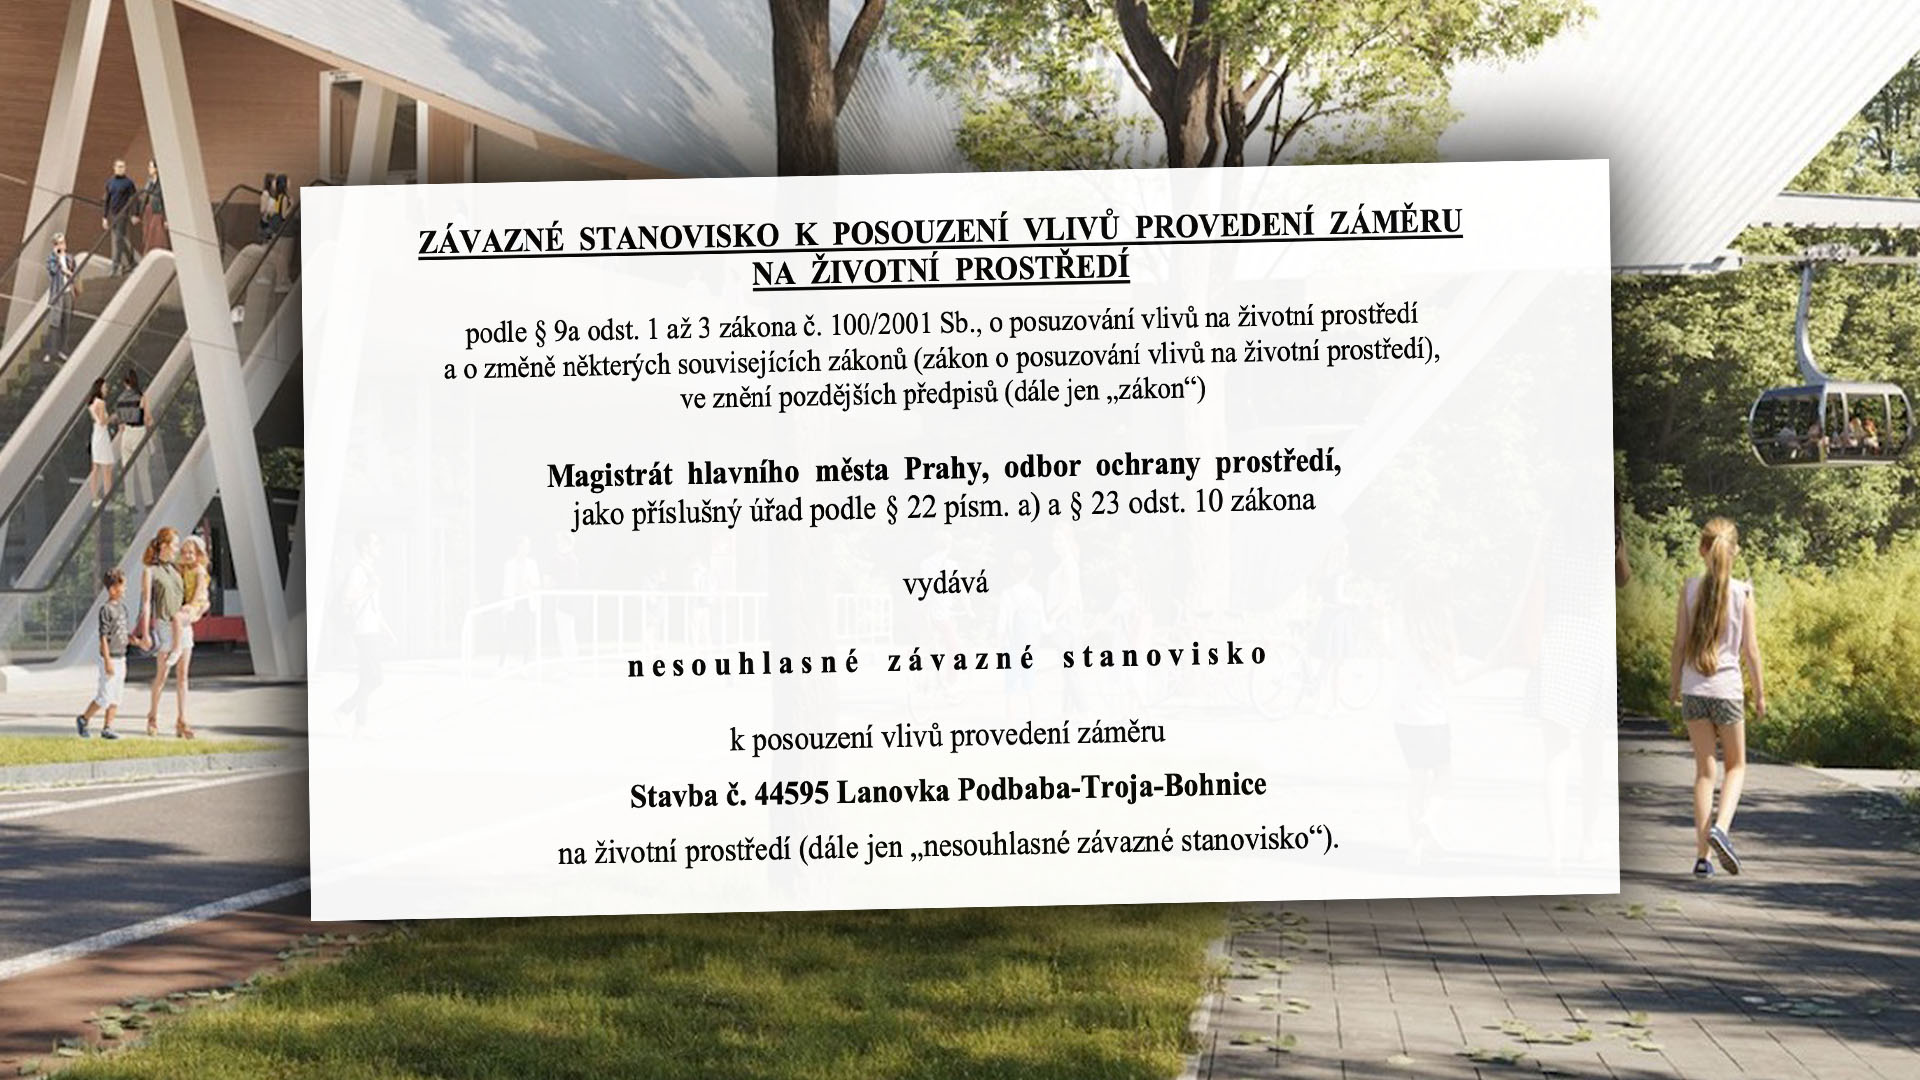 ZÁVAZNÉ STANOVISKO K POSOUZENÍ VLIVŮ PROVEDENÍ ZÁMĚRU
NA ŽIVOTNÍ PROSTŘEDÍ
podle § 9a odst. 1 až 3 zákona č. 100/2001 Sb., o posuzování vlivů na životní prostředí
a o změně některých souvisejících zákonů (zákon o posuzování vlivů na životní prostředí),
ve znění pozdějších předpisů (dále jen „zákon“)
Magistrát hlavního města Prahy, odbor ochrany prostředí,
jako příslušný úřad podle § 22 písm. a) a § 23 odst. 10 zákona
vydává
nesouhlasné závazné stanovisko
k posouzení vlivů provedení záměru
Stavba č. 44595 Lanovka Podbaba-Troja-Bohnice
na životní prostředí (dále jen „nesouhlasné závazné stanovisko“).